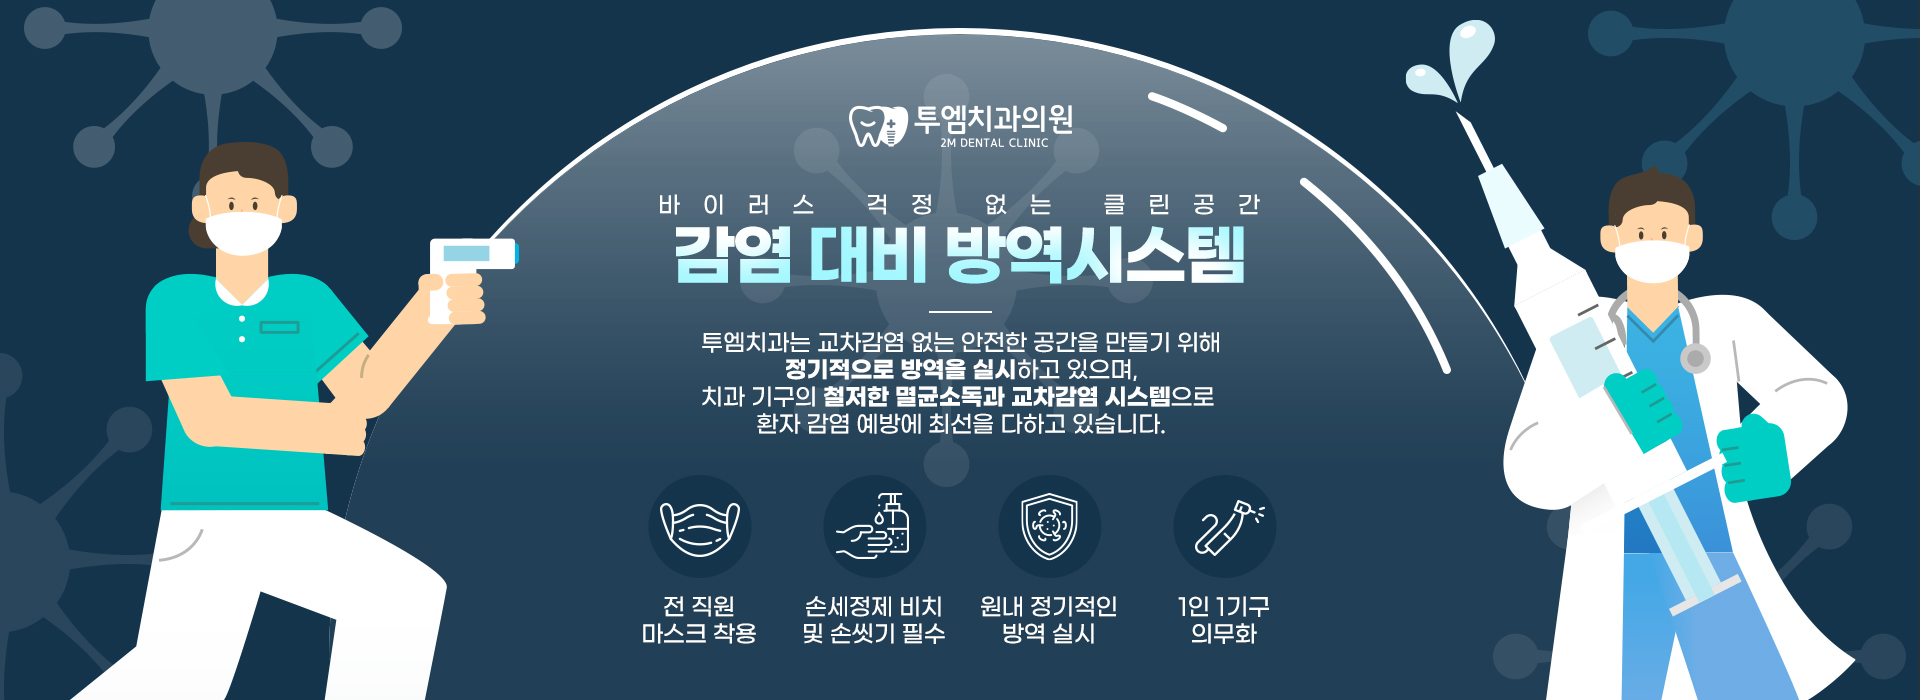 투엠치과의원
2M DENTAL CLINIC
바이러스 걱정 없는 클린공간
감염 대비 방역시스템
투엠치과는 교차감염 없는 안전한 공간을 만들기 위해
정기적으로 방역을 실시하고 있으며,
치과 기구의 철저한 멸균소독과 교차감염 시스템으로
환자 감염 예방에 최선을 다하고 있습니다.
전 직원
마스크 착용
손세정제 비치
및 손씻기 필수
원내 정기적인
방역 실시
1인 1기구
의무화